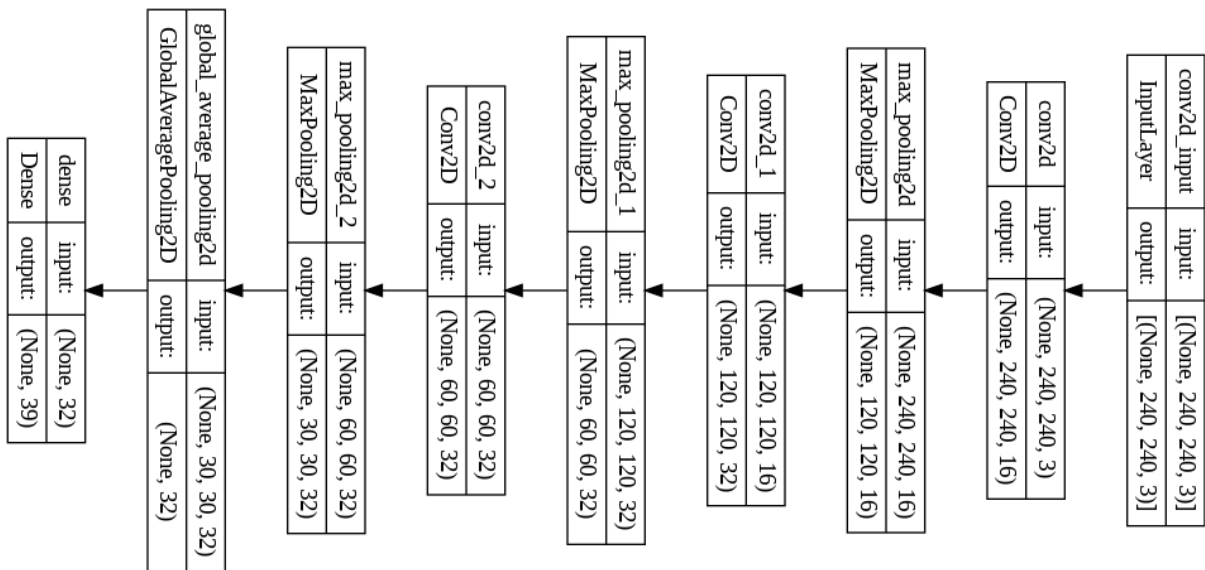 conv2d_input input: [(None, 240, 240, 3)]
InputLayer output: [(None, 240, 240, 3)]
conv2d input: (None, 240, 240, 3)
Conv2D output: (None, 240, 240, 16)
max_pooling2d input: (None, 240, 240, 16)
MaxPooling2D output: (None, 120, 120, 16)
conv2d_1 input: (None, 120, 120, 16)
Conv2D output: (None, 120, 120, 32)
max_pooling2d_1 input: (None, 120, 120, 32)
MaxPooling2D output: (None, 60, 60, 32)
conv2d_2 input: (None, 60, 60, 32)
Conv2D output: (None, 60, 60, 32)
max_pooling2d_2 input: (None, 60, 60, 32)
MaxPooling2D output: (None, 30, 30, 32)
global_average_pooling2d input: (None, 30, 30, 32)
GlobalAveragePooling2D output: (None, 32)
dense input: (None, 32)
Dense output: (None, 39)